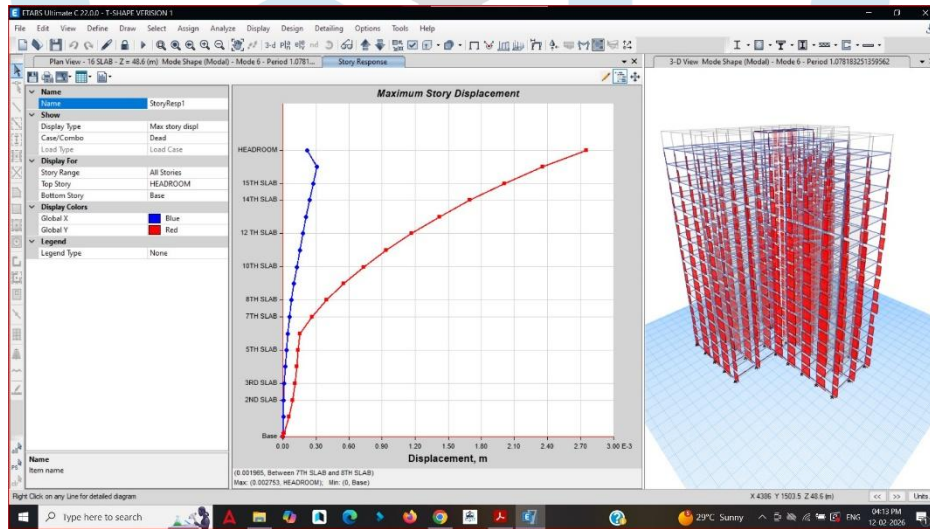 ETABS Ultimate C 22.0.0 - T-SHAPE VERISION 1
File Edit View Define Draw Select Assign Analyze Display Design Detailing Options Tools Help
Plan View - 16 SLAB - Z = 48.6 (m) Mode Shape (Modal) - Mode 6 - Period 1.0781...
Story Response
3-D View Mode Shape (Modal) - Mode 6 - Period 1.078183251359562
Name
Name StoryResp1
Show
Display Type Max story displ
Case/Combo Dead
Load Type Load Case
Display For
Story Range All Stories
Top Story HEADROOM
Bottom Story Base
Display Colors
Global X Blue
Global Y Red
Legend
Legend Type None
Name
Item name
Maximum Story Displacement
HEADROOM
15TH SLAB
14TH SLAB
12 TH SLAB
10TH SLAB
8TH SLAB
7TH SLAB
5TH SLAB
3RD SLAB
2ND SLAB
Base
0.00 0.30 0.60 0.90 1.20 1.50 1.80 2.10 2.40 2.70 3.00 E-3
Displacement, m
(0.001965, Between 7TH SLAB and 8TH SLAB)
Max: (0.002753, HEADROOM); Min: (0, Base)
Right Click on any Line for detailed diagram
X 4386 Y 1503.5 Z 48.6 (m)
<< >> Units
Type here to search
29°C Sunny
ENG
04:13 PM
12-02-2026